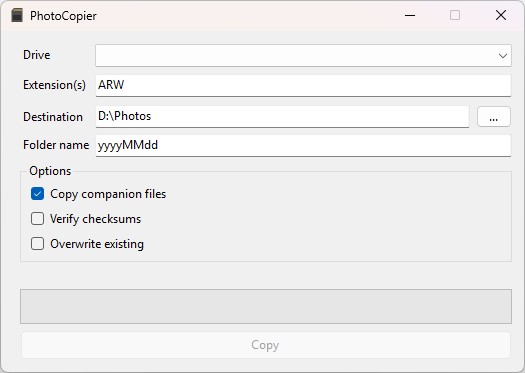 PhotoCopier
Drive
Extension(s) ARW
Destination D:\Photos ...
Folder name yyyyMMdd
Options
Copy companion files
Verify checksums
Overwrite existing
Copy